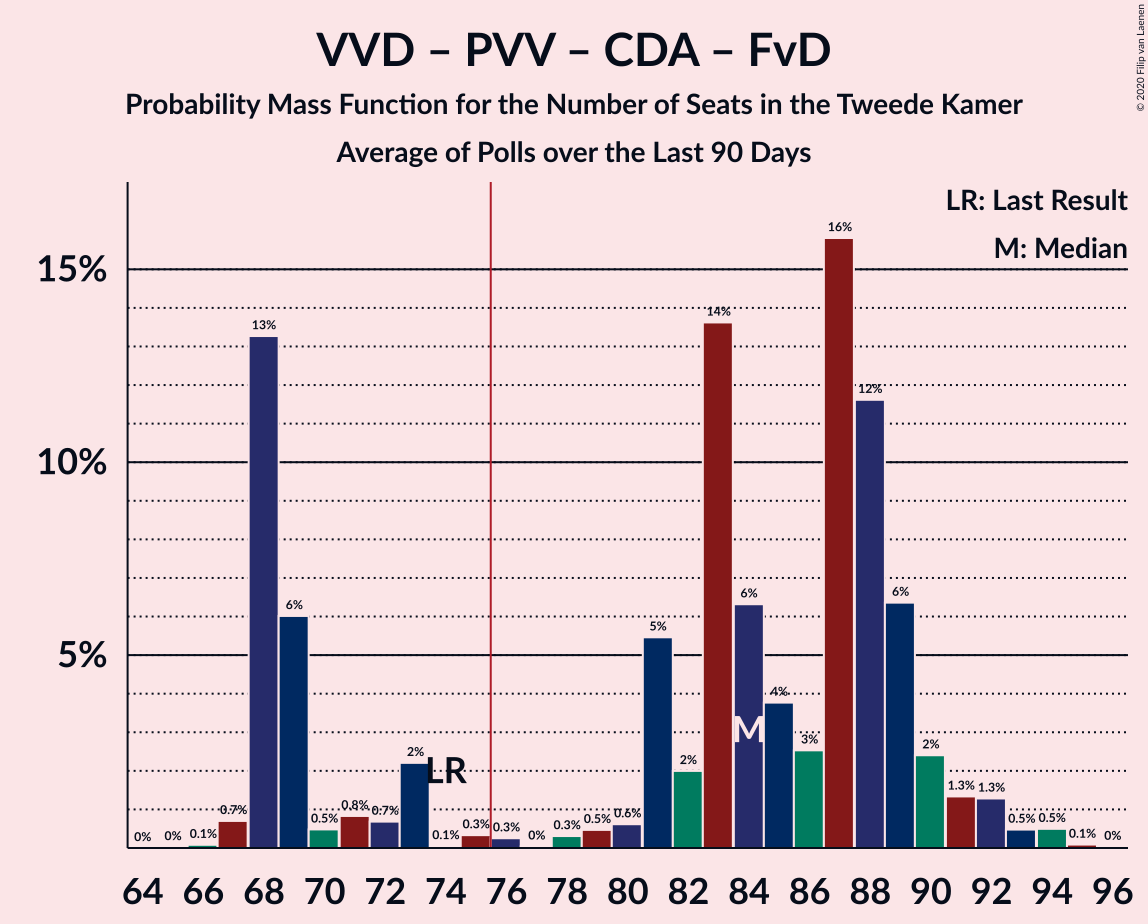 VVD – PVV – CDA – FvD
Probability Mass Function for the Number of Seats in the Tweede Kamer
Average of Polls over the Last 90 Days
© 2020 Filip van Laenen
LR: Last Result
M: Median
15%
10%
5%
0% 0% 0.1% 0.7% 13% 6% 0.5% 0.8% 0.7% 2% 0.1% 0.3% 0.3% 0% 0.3% 0.5% 0.6% 5% 2% 14% 6% 4% 3% 16% 12% 6% 2% 1.3% 1.3% 0.5% 0.5% 0.1% 0%
LR
M
64 66 68 70 72 74 76 78 80 82 84 86 88 90 92 94 96